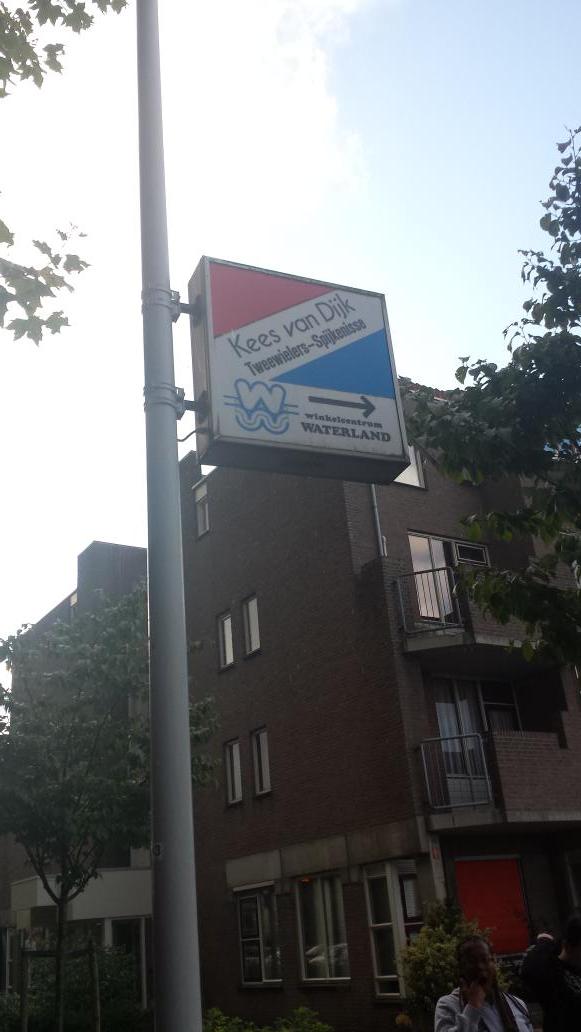 Kees van Dijk
Tweewielers-Spijkenisse
W
winkelcentrum
WATERLAND